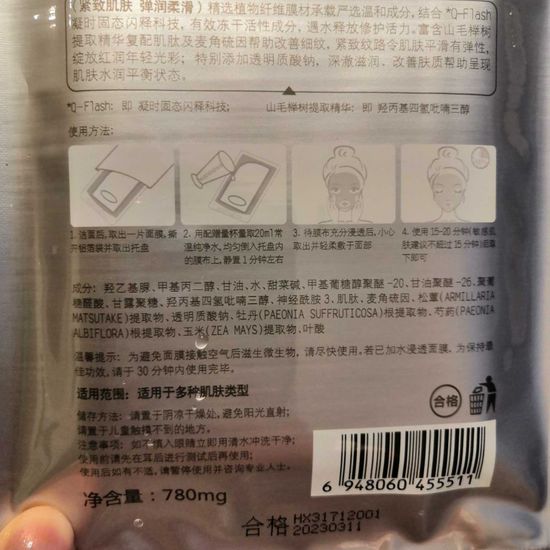 (紧致肌肤 弹润柔滑) 精选植物纤维膜材承载严选温和成分, 结合 *Q-Flash
凝时固态闪释科技, 有效冻干活性成分, 遇水释放修护活力。富含山毛榉树
提取精华复配肌肽及麦角硫因帮助改善细纹, 紧致纹路令肌肤平滑有弹性,
绽放红润年轻光彩; 特别添加透明质酸钠, 深澈滋润、改善肤质帮助呈现
肌肤水润平衡状态。
*Q-Flash: 即 凝时固态闪释科技;
山毛榉树提取精华: 即 羟丙基四氢吡喃三醇
使用方法:
1. 洁面后, 取出一片面膜, 撕
开铝箔袋并取出托盘
2. 用配赠量杯量取20ml常
温纯净水, 均匀倒入托盘内
的膜布上, 静置 1分钟左右
3. 待膜布充分浸透后, 小心
取出并轻柔敷于面部
4. 使用 15-20 分钟(敏感肌
肤建议不超过 15分钟)后取
下即可
成分: 羟乙基脲、甲基丙二醇、甘油、水、甜菜碱、甲基葡糖醇聚醚 -20、甘油聚醚 -26、聚葡
糖醛酸、甘露聚糖、羟丙基四氢吡喃三醇、神经酰胺 3、肌肽、麦角硫因、松蕈(ARMILLARIA
MATSUTAKE)提取物、透明质酸钠、牡丹(PAEONIA SUFFRUTICOSA)根提取物、芍药(PAEONIA
ALBIFLORA)根提取物、玉米(ZEA MAYS)提取物、叶酸
温馨提示: 为避免面膜接触空气后滋生微生物, 请尽快使用。若已加水浸透面膜, 为保持最
佳功效, 请于 30 分钟内使用完毕。
适用范围: 适用于多种肌肤类型
储存方法: 请置于阴凉干燥处, 避免阳光直射;
请置于儿童触摸不到的地方。
注意事项: 如不慎入眼睛立即用清水冲洗干净;
使用前请先在耳后进行测试后再使用;
使用后如有不适, 请暂停使用并咨询专业人士。
净含量: 780mg
合格
6 948060 455511
合格 HX31712001
20230311